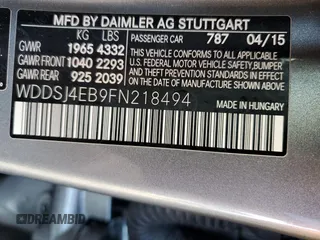 MFD BY DAIMLER AG STUTTGART
KG LBS PASSENGER CAR 787 04/15
GVWR 1965 4332
GAWR FRONT 1040 2293
GAWR REAR 925 2039
WDDSJ4EB9FN218494
MADE IN HUNGARY
THIS VEHICLE CONFORMS TO ALL APPLICABLE U.S. FEDERAL MOTOR VEHICLE SAFETY, BUMPER, AND THEFT PREVENTION STANDARDS IN EFFECT ON THE DATE OF MANUFACTURE SHOWN ABOVE
DREAMBID